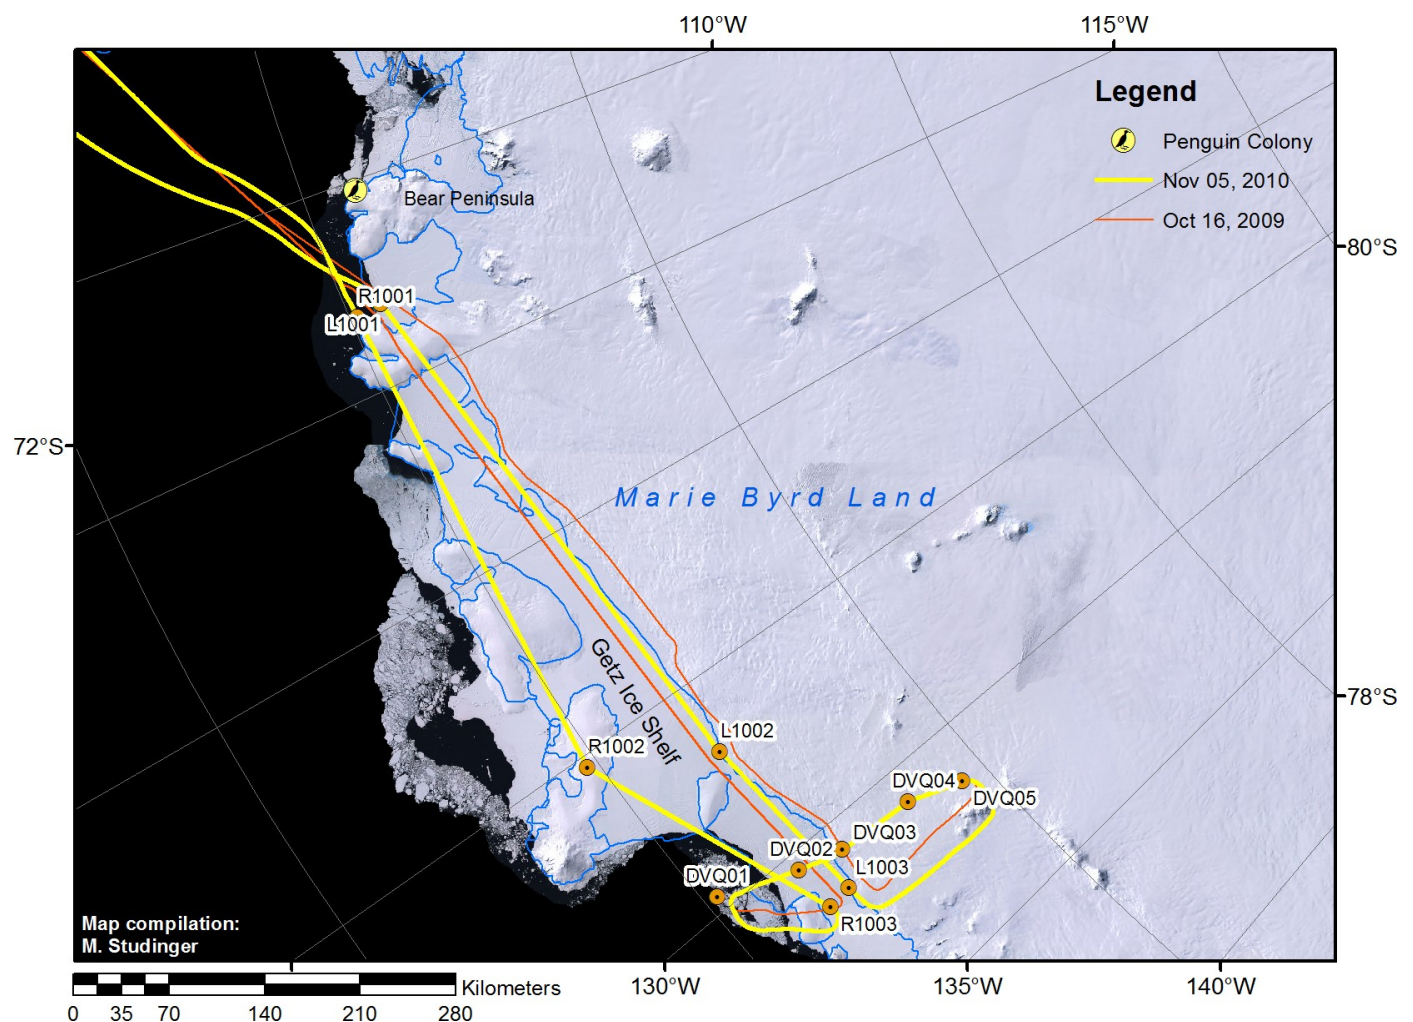 110°W
115°W
Legend
Penguin Colony
Nov 05, 2010
Oct 16, 2009
Bear Peninsula
80°S
R1001
L1001
72°S
Marie Byrd Land
Getz Ice Shelf
78°S
L1002
R1002
DVQ04
DVQ05
DVQ03
DVQ02
L1003
DVQ01
R1003
Map compilation:
M. Studinger
Kilometers
0 35 70 140 210 280
130°W
135°W
140°W